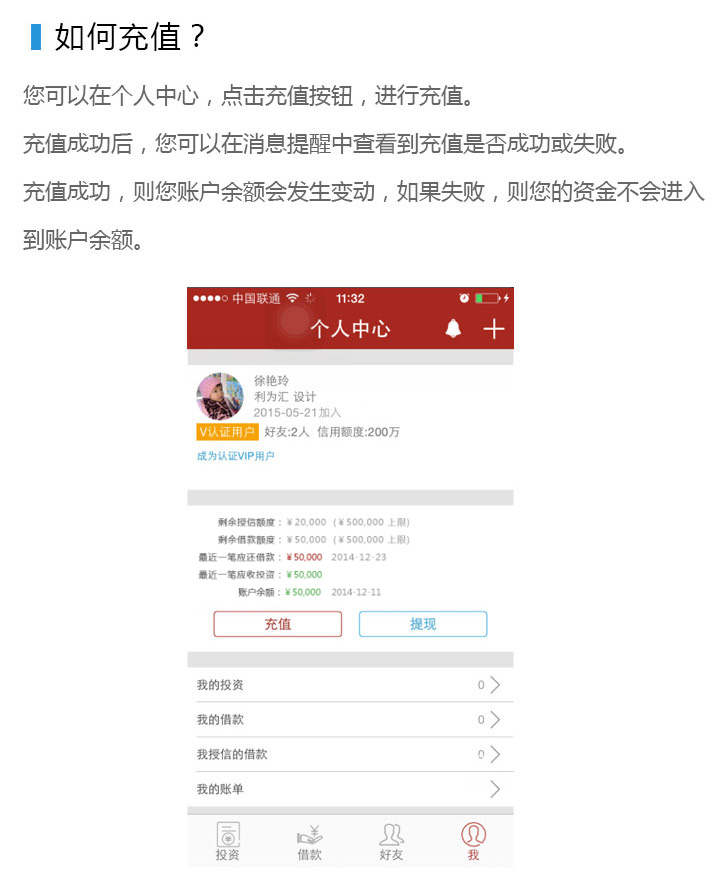 如何充值？
您可以在个人中心，点击充值按钮，进行充值。
充值成功后，您可以在消息提醒中查看到充值是否成功或失败。
充值成功，则您账户余额会发生变动，如果失败，则您的资金不会进入
到账户余额。
中国联通 11:32
个人中心
徐艳玲
利为汇 设计
2015-05-21加入
V认证用户 好友:2人 信用额度:200万
成为认证VIP用户
剩余授信额度：¥20,000（¥500,000 上限）
剩余借款额度：¥50,000（¥500,000 上限）
最近一笔应还借款：¥50,000 2014-12-23
最近一笔应收投资：¥50,000
账户余额：¥50,000 2014-12-11
充值 提现
我的投资 0
我的借款 0
我授信的借款 0
我的账单
投资 借款 好友 我